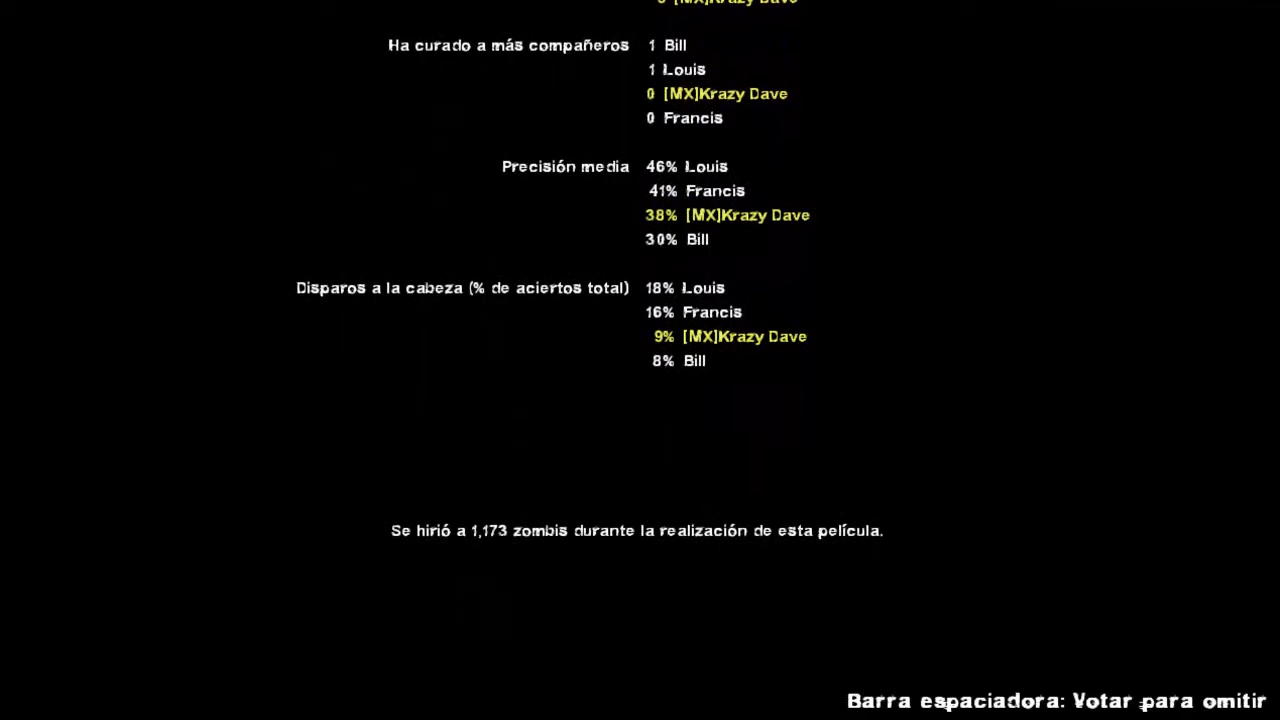 [MX]Krazy Dave
Ha curado a más compañeros 1 Bill
1 Louis
0 [MX]Krazy Dave
0 Francis
Precisión media 46% Louis
41% Francis
38% [MX]Krazy Dave
30% Bill
Disparos a la cabeza (% de aciertos total) 18% Louis
16% Francis
9% [MX]Krazy Dave
8% Bill
Se hirió a 1,173 zombis durante la realización de esta película.
Barra espaciadora: Votar para omitir